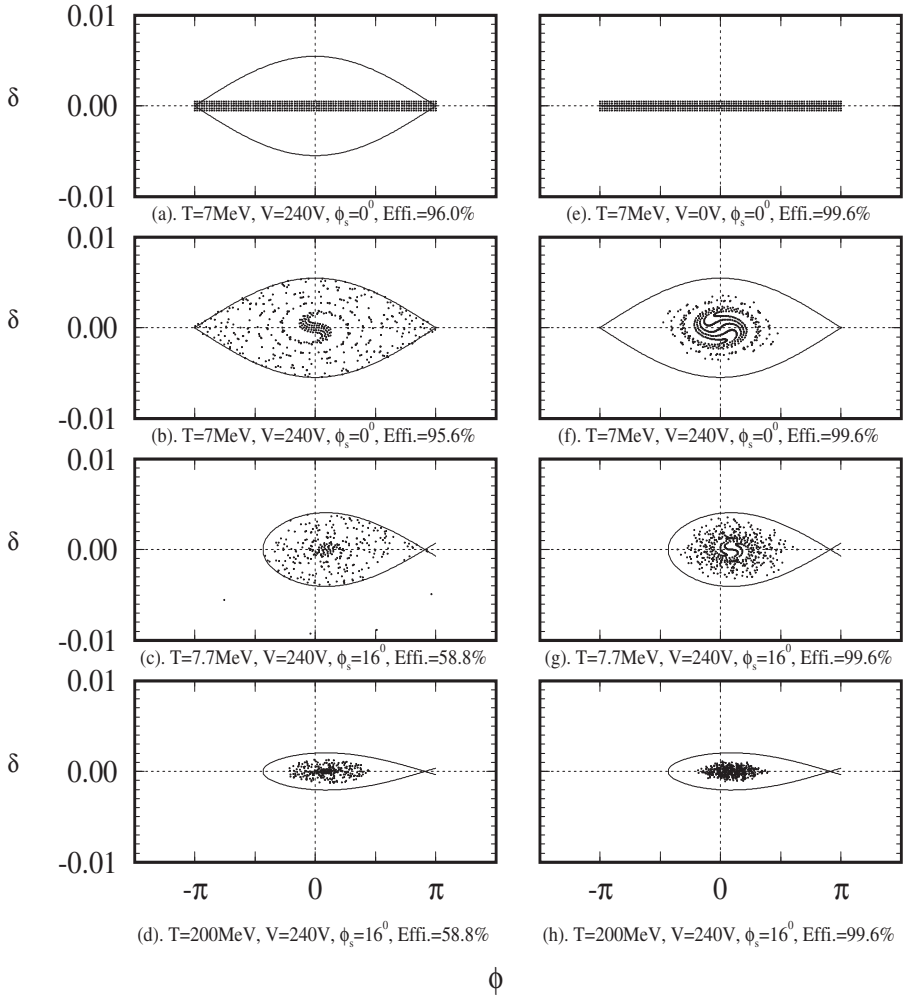 0.01
δ
0.00
-0.01
(a). T=7MeV, V=240V, ϕs=0⁰, Effi.=96.0%
(e). T=7MeV, V=0V, ϕs=0⁰, Effi.=99.6%
0.01
δ
0.00
-0.01
(b). T=7MeV, V=240V, ϕs=0⁰, Effi.=95.6%
(f). T=7MeV, V=240V, ϕs=0⁰, Effi.=99.6%
0.01
δ
0.00
-0.01
(c). T=7.7MeV, V=240V, ϕs=16⁰, Effi.=58.8%
(g). T=7.7MeV, V=240V, ϕs=16⁰, Effi.=99.6%
0.01
δ
0.00
-0.01
-π 0 π
-π 0 π
(d). T=200MeV, V=240V, ϕs=16⁰, Effi.=58.8%
(h). T=200MeV, V=240V, ϕs=16⁰, Effi.=99.6%
ϕ